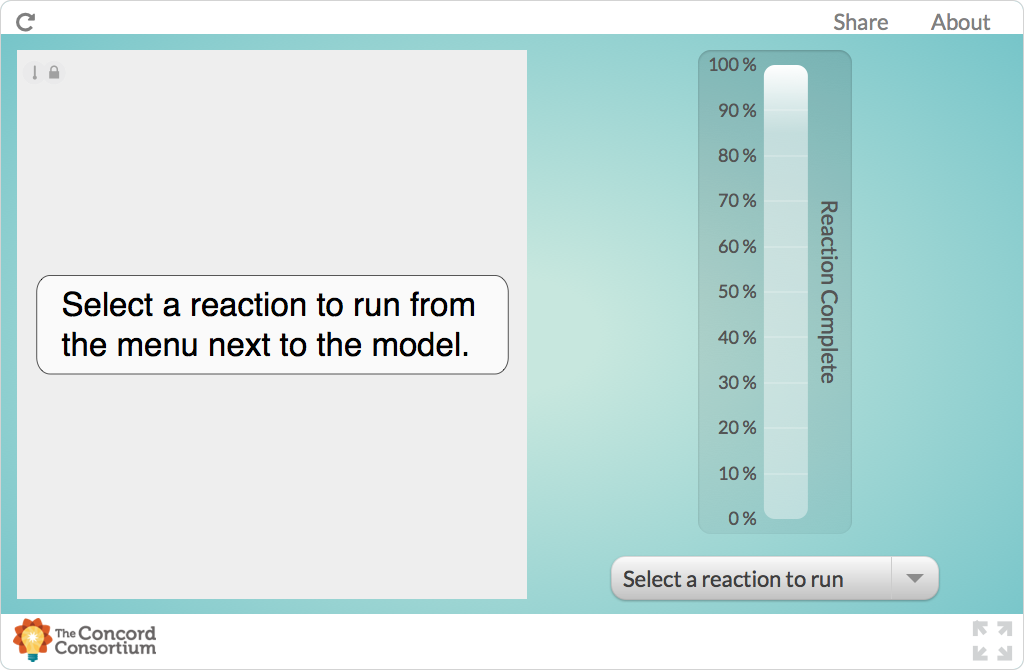 Share
About
Select a reaction to run from
the menu next to the model.
100 %
90 %
80 %
70 %
60 %
50 %
40 %
30 %
20 %
10 %
0 %
Reaction Complete
Select a reaction to run
The Concord
Consortium